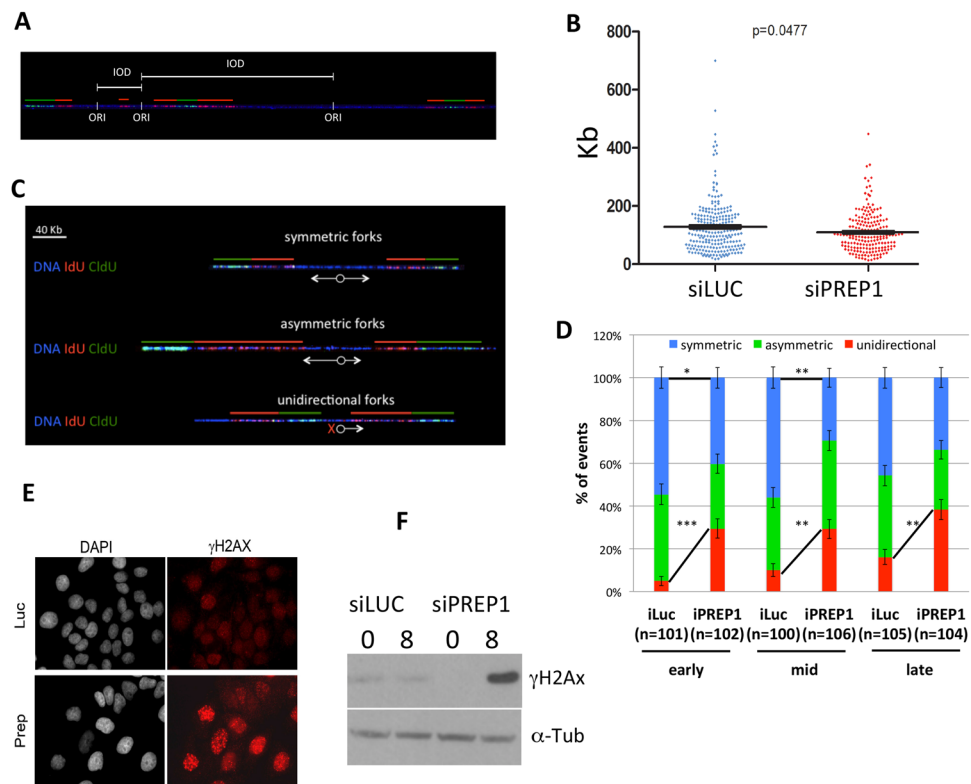 A
IOD
IOD
ORI ORI ORI
B
p=0.0477
800
600
400
200
0
Kb
siLUC siPREP1
C
40 Kb
symmetric forks
DNA IdU CldU
asymmetric forks
DNA IdU CldU
unidirectional forks
DNA IdU CldU
X
D
symmetric asymmetric unidirectional
120%
100%
80%
60%
40%
20%
0%
% of events
* **
*** ** **
iLuc iPREP1 iLuc iPREP1 iLuc iPREP1
(n=101) (n=102) (n=100) (n=106) (n=105) (n=104)
early mid late
E
DAPI γH2AX
Luc
Prep
F
siLUC siPREP1
0 8 0 8
γH2Ax
α-Tub